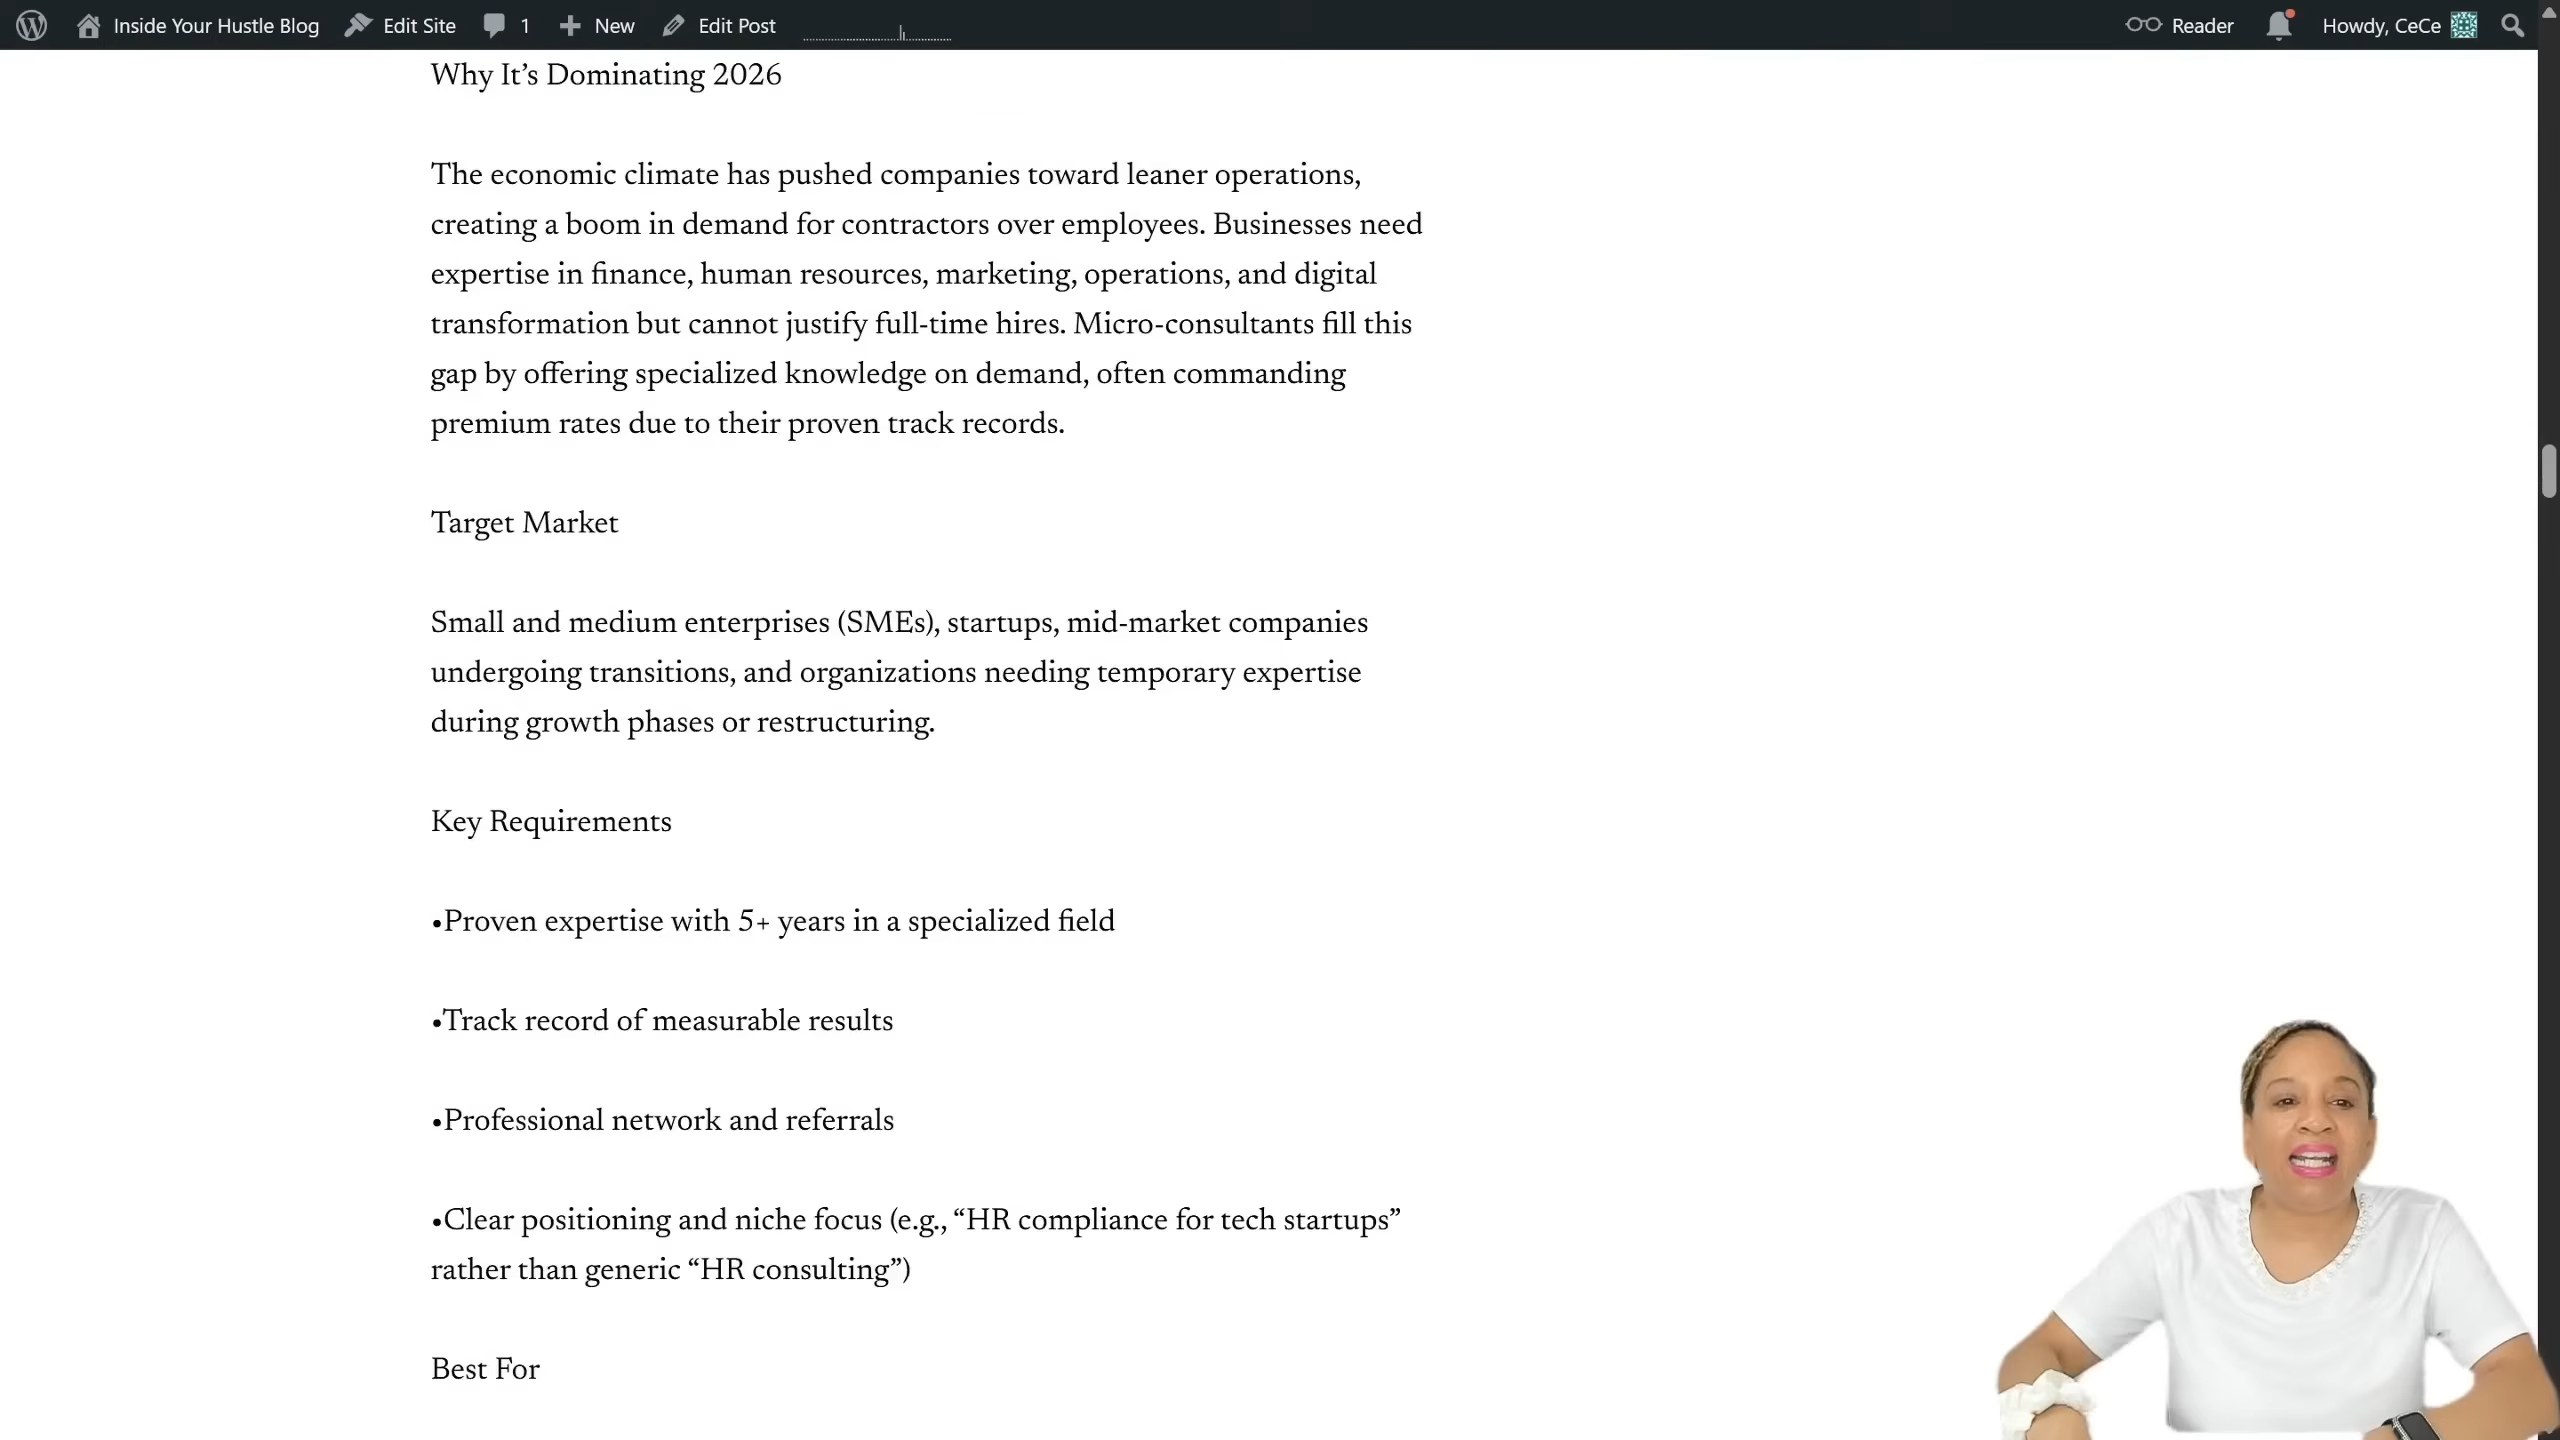 Inside Your Hustle Blog Edit Site 1 New Edit Post Reader Howdy, CeCe
Why It’s Dominating 2026
The economic climate has pushed companies toward leaner operations,
creating a boom in demand for contractors over employees. Businesses need
expertise in finance, human resources, marketing, operations, and digital
transformation but cannot justify full-time hires. Micro-consultants fill this
gap by offering specialized knowledge on demand, often commanding
premium rates due to their proven track records.
Target Market
Small and medium enterprises (SMEs), startups, mid-market companies
undergoing transitions, and organizations needing temporary expertise
during growth phases or restructuring.
Key Requirements
•Proven expertise with 5+ years in a specialized field
•Track record of measurable results
•Professional network and referrals
•Clear positioning and niche focus (e.g., “HR compliance for tech startups”
rather than generic “HR consulting”)
Best For